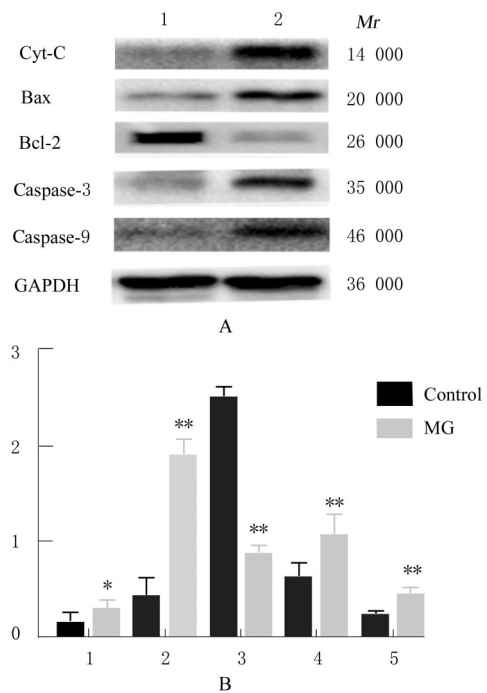 1 2 Mr
Cyt-C 14 000
Bax 20 000
Bcl-2 26 000
Caspase-3 35 000
Caspase-9 46 000
GAPDH 36 000
A
3
2
1
0
Control
MG
*
**
**
**
**
1 2 3 4 5
B